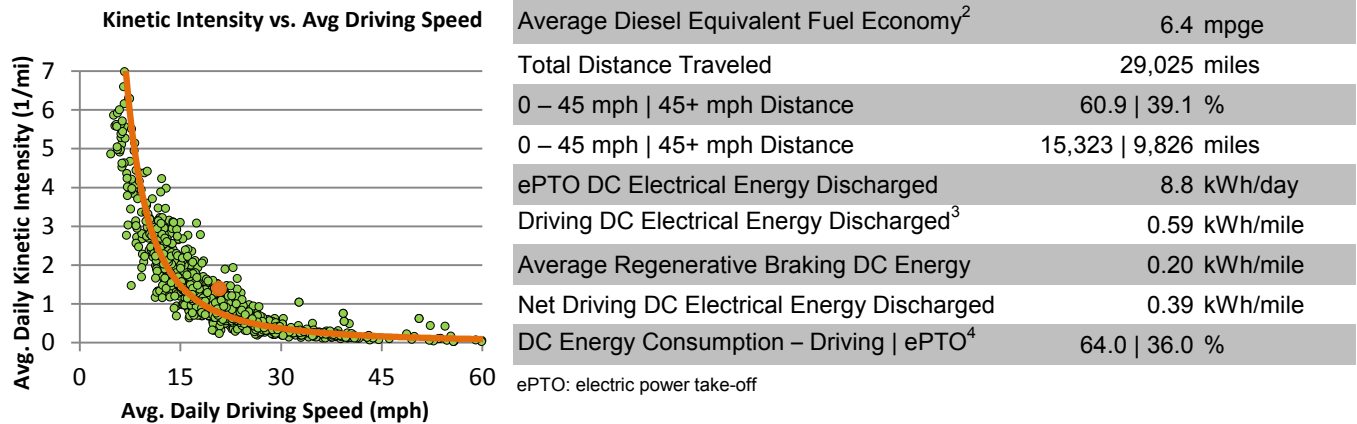 Kinetic Intensity vs. Avg Driving Speed
Avg. Daily Kinetic Intensity (1/mi)
7
6
5
4
3
2
1
0
0 15 30 45 60
Avg. Daily Driving Speed (mph)
Average Diesel Equivalent Fuel Economy2 6.4 mpge
Total Distance Traveled 29,025 miles
0 – 45 mph | 45+ mph Distance 60.9 | 39.1 %
0 – 45 mph | 45+ mph Distance 15,323 | 9,826 miles
ePTO DC Electrical Energy Discharged 8.8 kWh/day
Driving DC Electrical Energy Discharged3 0.59 kWh/mile
Average Regenerative Braking DC Energy 0.20 kWh/mile
Net Driving DC Electrical Energy Discharged 0.39 kWh/mile
DC Energy Consumption – Driving | ePTO4 64.0 | 36.0 %
ePTO: electric power take-off